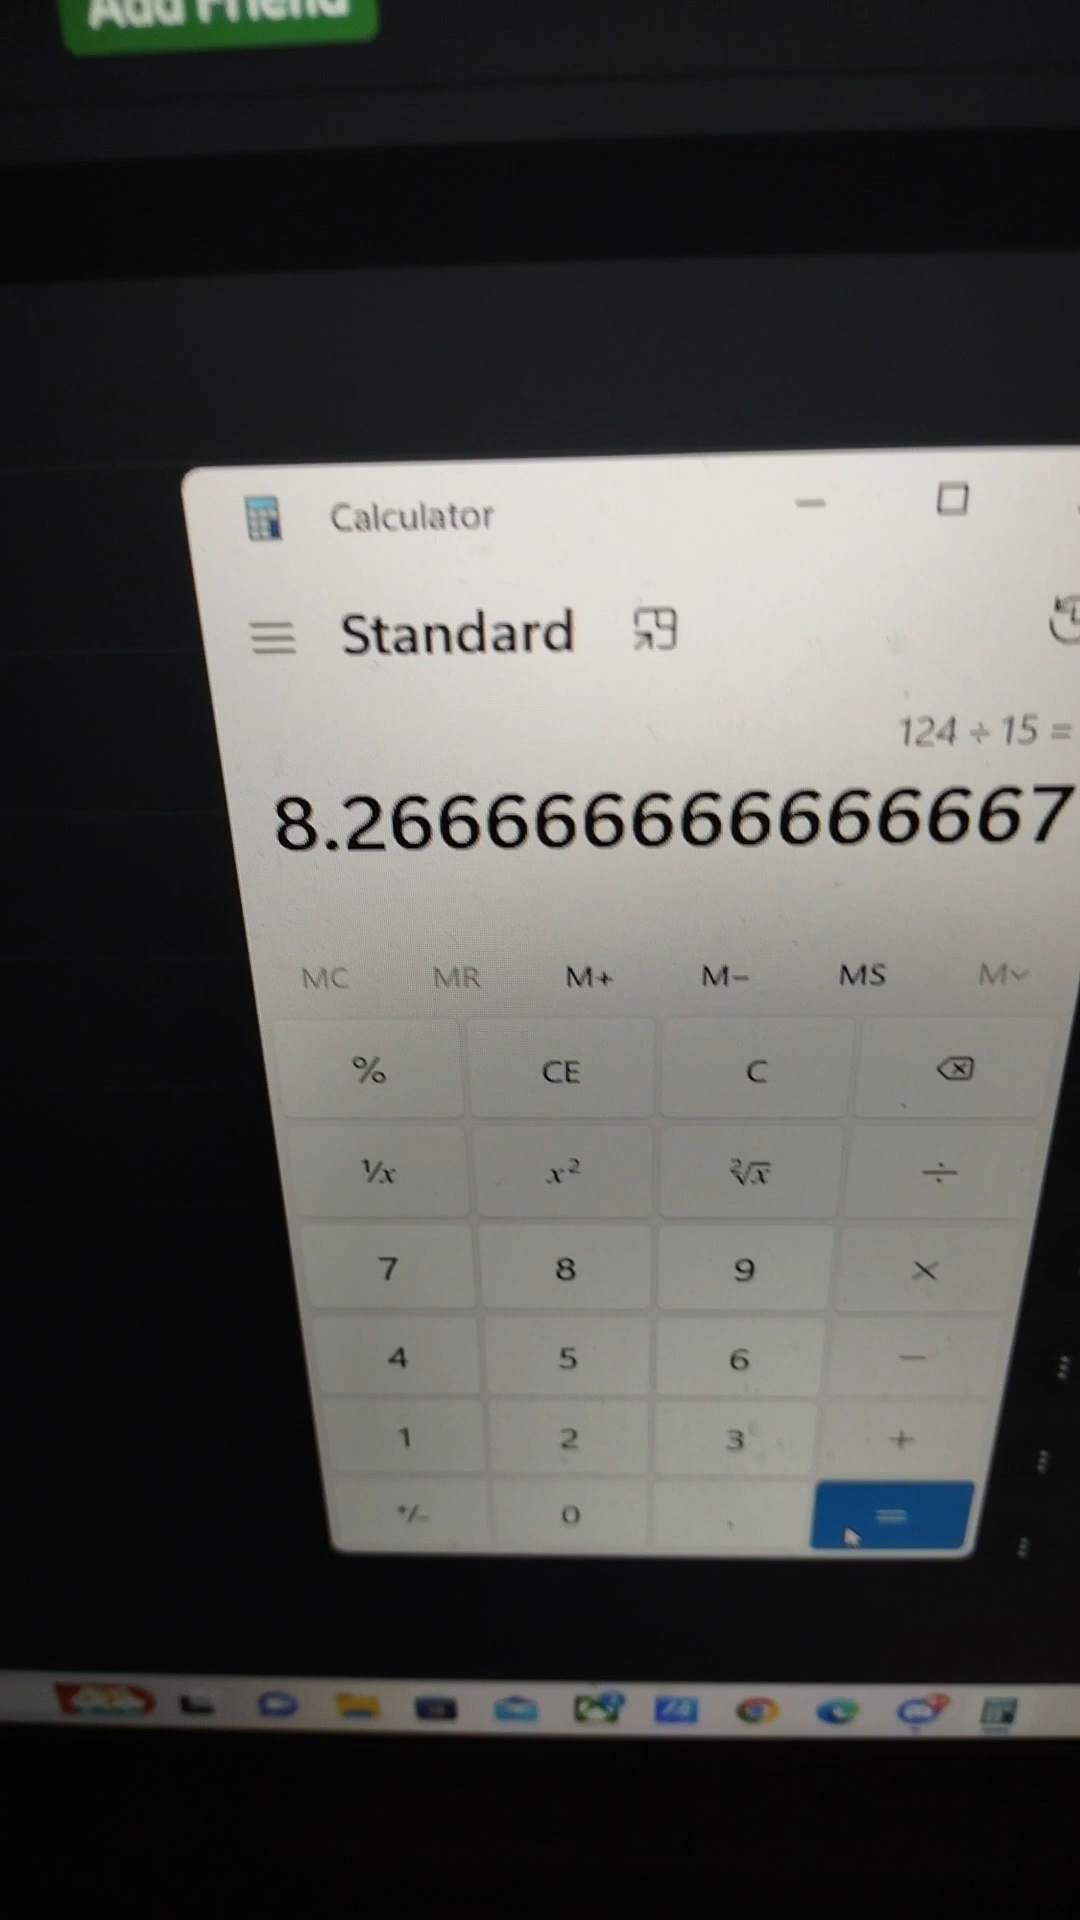 Add Friend
Calculator
Standard
124 ÷ 15 =
8.266666666666667
MC MR M+ M− MS M
% CE C
1/x x² ²√x ÷
7 8 9 ×
4 5 6 −
1 2 3 +
+/− 0 . =